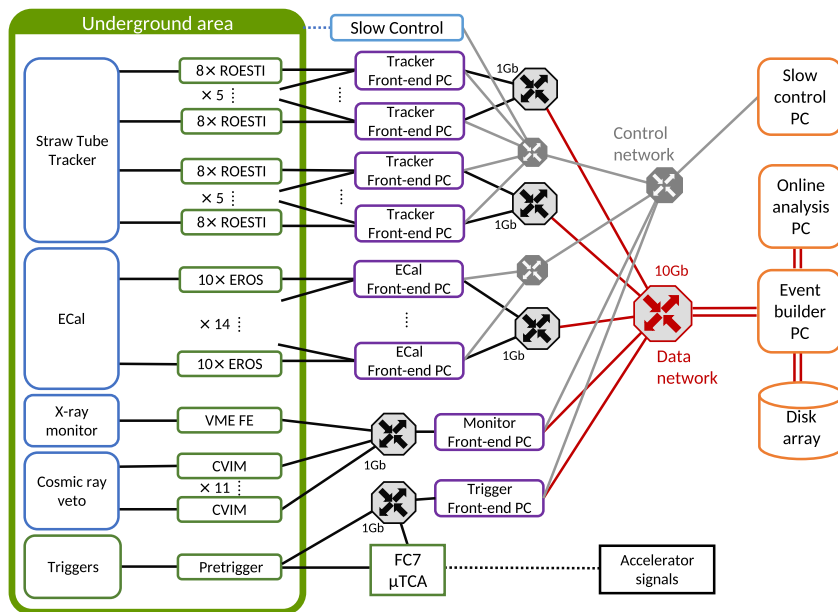 Underground area
Slow Control
Straw Tube
Tracker
8× ROESTI
× 5
8× ROESTI
8× ROESTI
× 5
8× ROESTI
Tracker
Front-end PC
Tracker
Front-end PC
Tracker
Front-end PC
Tracker
Front-end PC
1Gb
1Gb
Control
network
Slow
control
PC
Online
analysis
PC
ECal
10× EROS
× 14
10× EROS
ECal
Front-end PC
ECal
Front-end PC
1Gb
10Gb
Data
network
Event
builder
PC
Disk
array
X-ray
monitor
VME FE
Cosmic ray
veto
CVIM
× 11
CVIM
1Gb
Monitor
Front-end PC
Trigger
Front-end PC
1Gb
Triggers
Pretrigger
FC7
μTCA
Accelerator
signals